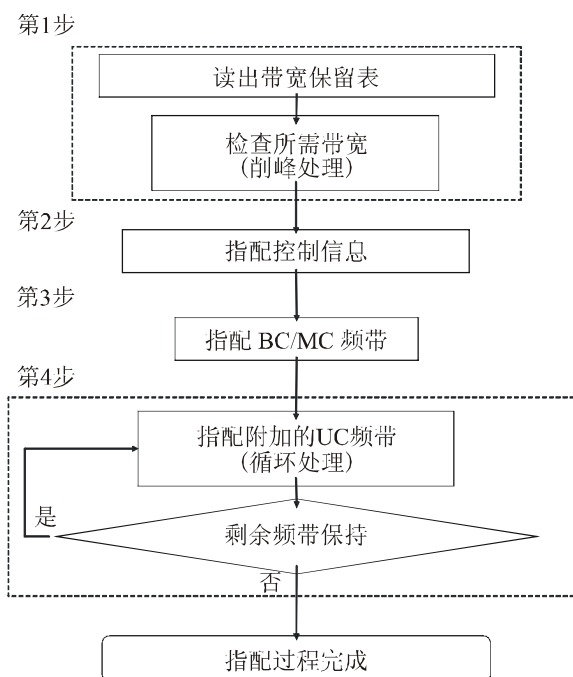 第1步
读出带宽保留表
检查所需带宽
(削峰处理)
第2步
指配控制信息
第3步
指配 BC/MC 频带
第4步
指配附加的UC频带
(循环处理)
是
剩余频带保持
否
指配过程完成